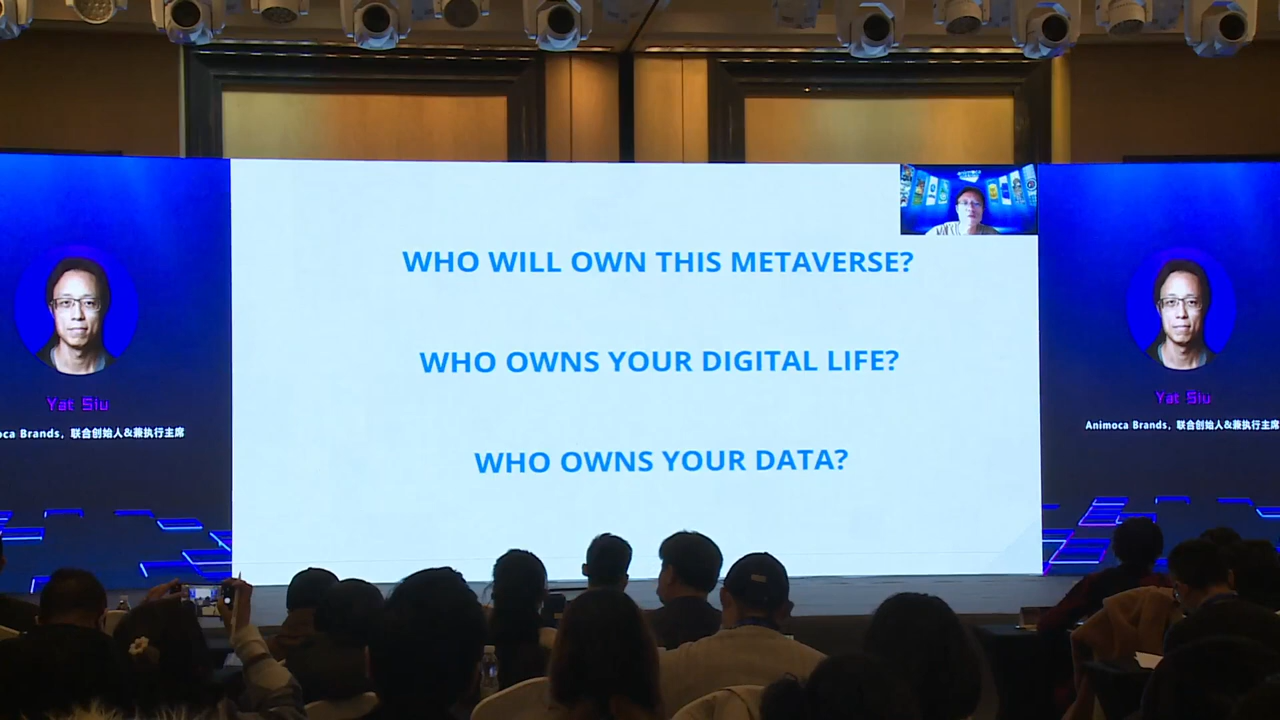 WHO WILL OWN THIS METAVERSE?
WHO OWNS YOUR DIGITAL LIFE?
WHO OWNS YOUR DATA?
Yat Siu
oca Brands，联合创始人&兼执行主席
Yat Siu
Animoca Brands，联合创始人&兼执行主席